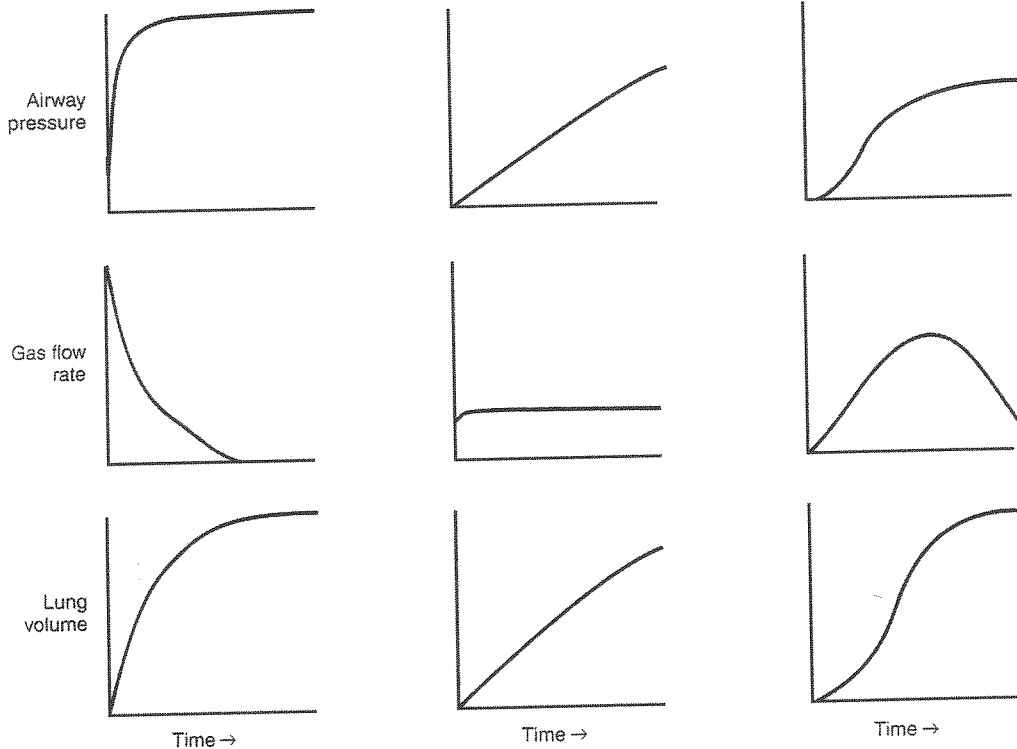 Airway
pressure
Gas flow
rate
Lung
volume
Time →
Time →
Time →